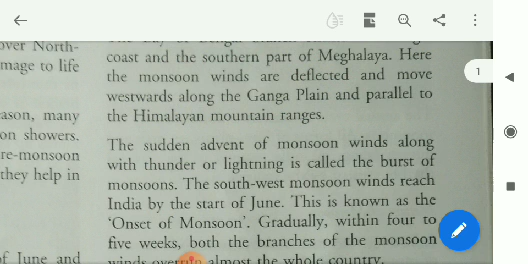 over North-
mage to life
ason, many
on showers.
re-monsoon
they help in
of June and
coast and the southern part of Meghalaya. Here
the monsoon winds are deflected and move
westwards along the Ganga Plain and parallel to
the Himalayan mountain ranges.
The sudden advent of monsoon winds along
with thunder or lightning is called the burst of
monsoons. The south-west monsoon winds reach
India by the start of June. This is known as the
‘Onset of Monsoon’. Gradually, within four to
five weeks, both the branches of the monsoon
winds overrun almost the whole country.
1